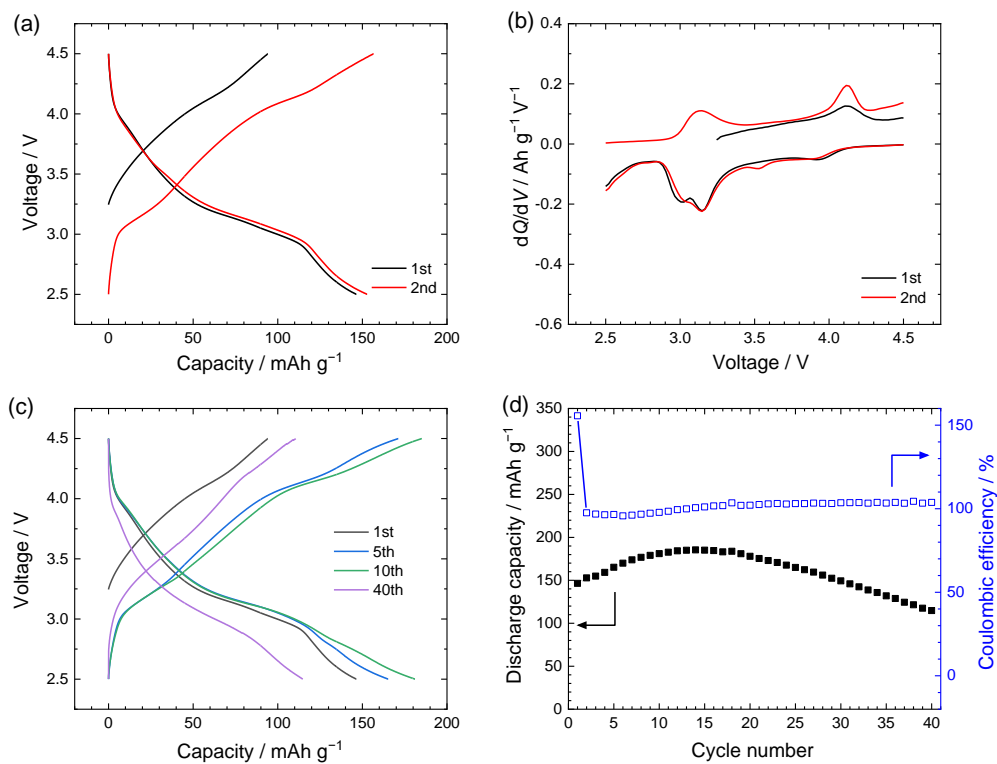 (a)
4.5
4.0
3.5
3.0
2.5
Voltage / V
0
50
100
150
200
Capacity / mAh g⁻¹
1st
2nd
(b)
0.4
0.2
0.0
-0.2
-0.4
-0.6
dQ/dV / Ah g⁻¹ V⁻¹
2.5
3.0
3.5
4.0
4.5
Voltage / V
1st
2nd
(c)
4.5
4.0
3.5
3.0
2.5
Voltage / V
0
50
100
150
200
Capacity / mAh g⁻¹
1st
5th
10th
40th
(d)
350
300
250
200
150
100
50
0
Discharge capacity / mAh g⁻¹
0
5
10
15
20
25
30
35
40
Cycle number
150
100
50
0
Coulombic efficiency / %